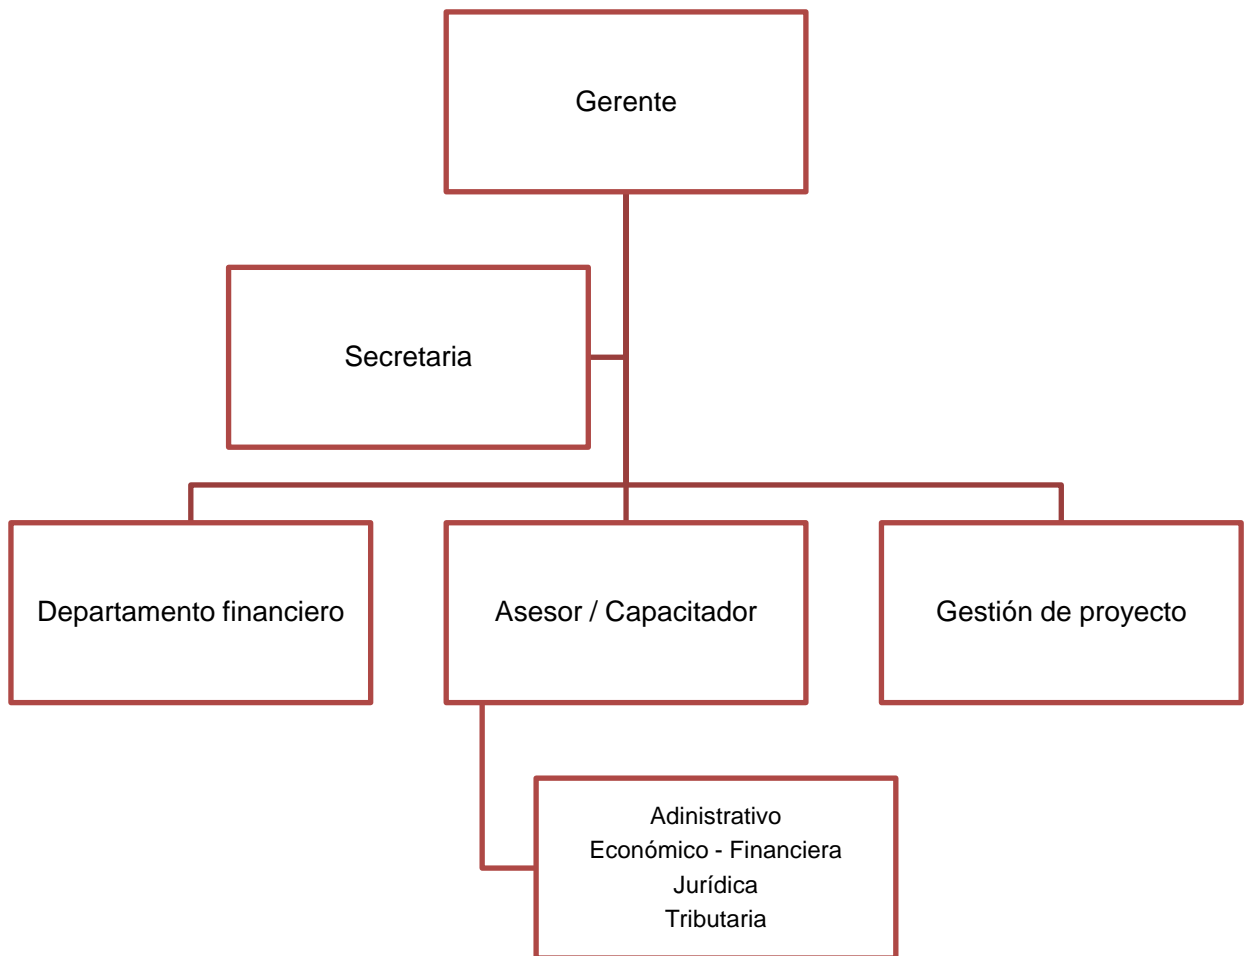 Gerente
Secretaria
Departamento financiero
Asesor / Capacitador
Gestión de proyecto
Adinistrativo
Económico - Financiera
Jurídica
Tributaria